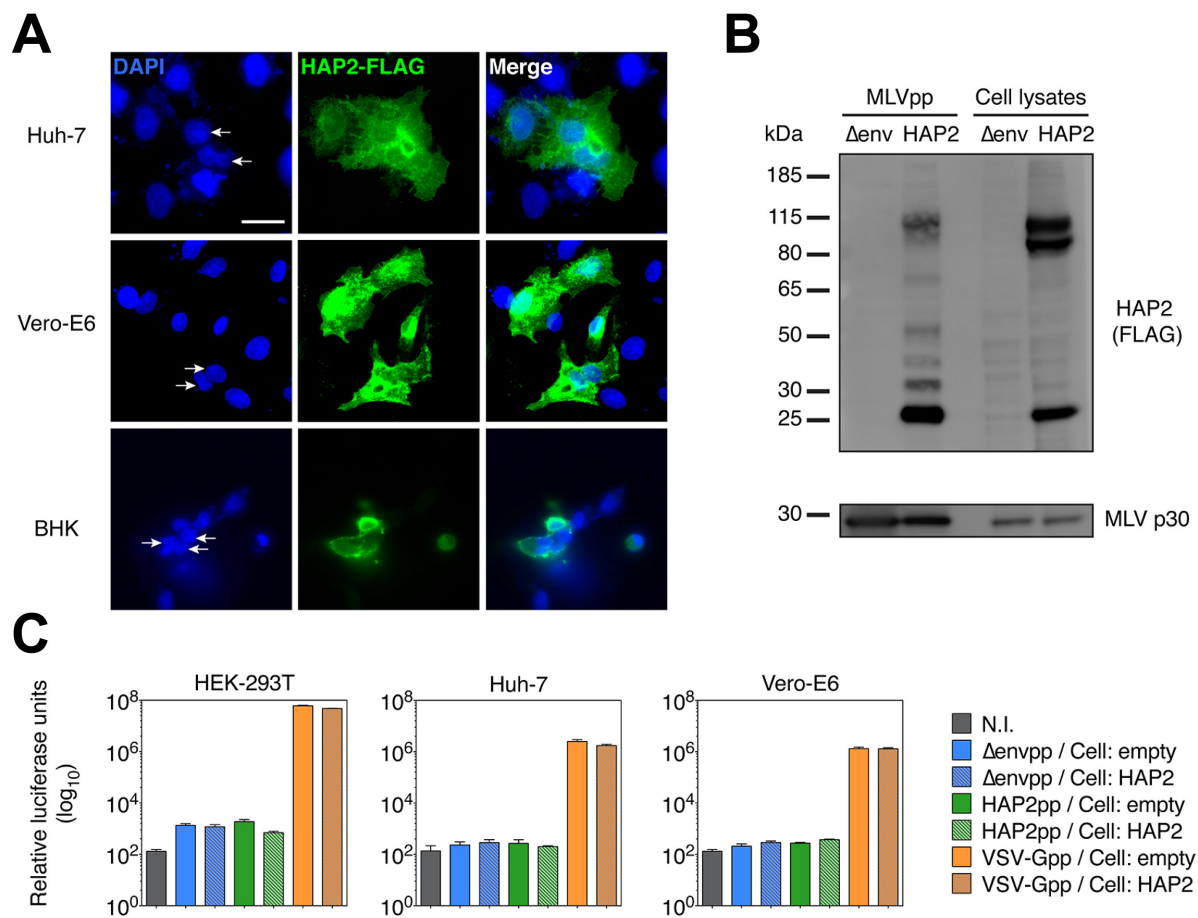 A
DAPI
HAP2-FLAG
Merge
Huh-7
Vero-E6
BHK
B
MLVpp
Cell lysates
kDa
Δenv HAP2
Δenv HAP2
185
115
80
65
50
30
25
HAP2
(FLAG)
30
MLV p30
C
Relative luciferase units
(log10)
HEK-293T
10^8
10^6
10^4
10^2
10^0
Huh-7
10^8
10^6
10^4
10^2
10^0
Vero-E6
10^8
10^6
10^4
10^2
10^0
N.I.
Δenvpp / Cell: empty
Δenvpp / Cell: HAP2
HAP2pp / Cell: empty
HAP2pp / Cell: HAP2
VSV-Gpp / Cell: empty
VSV-Gpp / Cell: HAP2